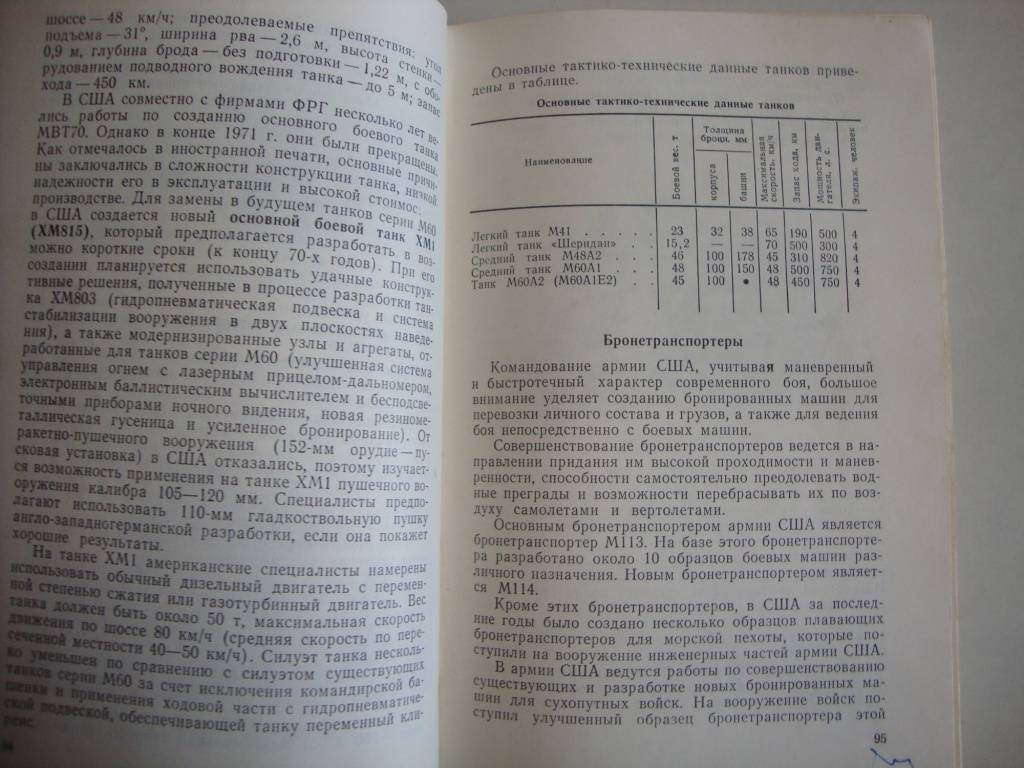 шоссе — 48 км/ч; преодолеваемые препятствия: угол
подъема — 31°, ширина рва — 2,6 м, высота стенки —
0,9 м, глубина брода — без подготовки — 1,22 м, с обо-
рудованием подводного вождения танка — до 5 м; запас
хода — 450 км.
В США совместно с фирмами ФРГ несколько лет ве-
лись работы по созданию основного боевого танка
МВТ70. Однако в конце 1971 г. они были прекращены.
Как отмечалось в иностранной печати, основные причи-
ны заключались в сложности конструкции танка, низкой
надежности его в эксплуатации и высокой стоимос-
производстве. Для замены в будущем танков серии М60
в США создается новый основной боевой танк ХМ1
(ХМ815), который предполагается разработать в воз-
можно короткие сроки (к концу 70-х годов). При его
создании планируется использовать удачные конструк-
тивные решения, полученные в процессе разработки тан-
ка ХМ803 (гидропневматическая подвеска и система
стабилизации вооружения в двух плоскостях наведе-
ния), а также модернизированные узлы и агрегаты, от-
работанные для танков серии М60 (улучшенная система
управления огнем с лазерным прицелом-дальномером,
электронным баллистическим вычислителем и бесподсве-
точными приборами ночного видения, новая резиноме-
таллическая гусеница и усиленное бронирование). От
ракетно-пушечного вооружения (152-мм орудие — пу-
сковая установка) в США отказались, поэтому изучает-
ся возможность применения на танке ХМ1 пушечного во-
оружения калибра 105—120 мм. Специалисты предпо-
лагают использовать 110-мм гладкоствольную пушку
англо-западногерманской разработки, если она покажет
хорошие результаты.
На танке ХМ1 американские специалисты намерены
использовать обычный дизельный двигатель с перемен-
ной степенью сжатия или газотурбинный двигатель. Вес
танка должен быть около 50 т, максимальная скорость
движения по шоссе 80 км/ч (средняя скорость по пере-
сеченной местности 40—50 км/ч). Силуэт танка несколь-
ко уменьшен по сравнению с силуэтом существующих
танков серии М60 за счет исключения командирской ба-
шенки и применения ходовой части с гидропневматиче-
ской подвеской, обеспечивающей танку переменный кли-
ренс.
94
Основные тактико-технические данные танков приве-
дены в таблице.
Основные тактико-технические данные танков
Наименование
Боевой вес, т
Толщина брони, мм
корпуса
башни
Максимальная скорость, км/ч
Запас хода, км
Мощность дви-гателя, л. с.
Экипаж, человек
Легкий танк М41 . . . . . 23 32 38 65 190 500 4
Легкий танк «Шеридан» . . 15,2 — — 70 500 300 4
Средний танк М48А2 . . . 46 100 178 45 310 820 4
Средний танк М60А1 . . . 48 100 150 48 500 750 4
Танк М60А2 (М60А1Е2) . . 45 100 • 48 450 750 4
Бронетранспортеры
Командование армии США, учитывая маневренный
и быстротечный характер современного боя, большое
внимание уделяет созданию бронированных машин для
перевозки личного состава и грузов, а также для ведения
боя непосредственно с боевых машин.
Совершенствование бронетранспортеров ведется в на-
правлении придания им высокой проходимости и манев-
ренности, способности самостоятельно преодолевать вод-
ные преграды и возможности перебрасывать их по воз-
духу самолетами и вертолетами.
Основным бронетранспортером армии США является
бронетранспортер М113. На базе этого бронетранспорте-
ра разработано около 10 образцов боевых машин раз-
личного назначения. Новым бронетранспортером являет-
ся М114.
Кроме этих бронетранспортеров, в США за послед-
ние годы было создано несколько образцов плавающих
бронетранспортеров для морской пехоты, которые по-
ступили на вооружение инженерных частей армии США.
В армии США ведутся работы по совершенствованию
существующих и разработке новых бронированных ма-
шин для сухопутных войск. На вооружение войск по-
ступил улучшенный образец бронетранспортера этой
95